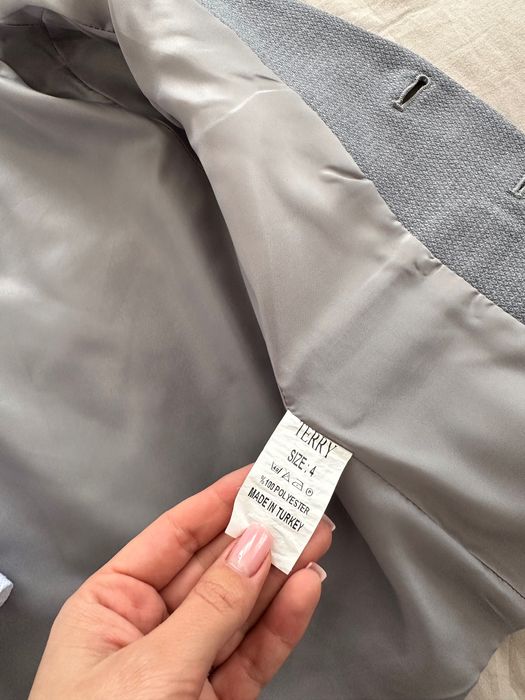 TERRY
SIZE: 4
%100 POLYESTER
MADE IN TURKEY